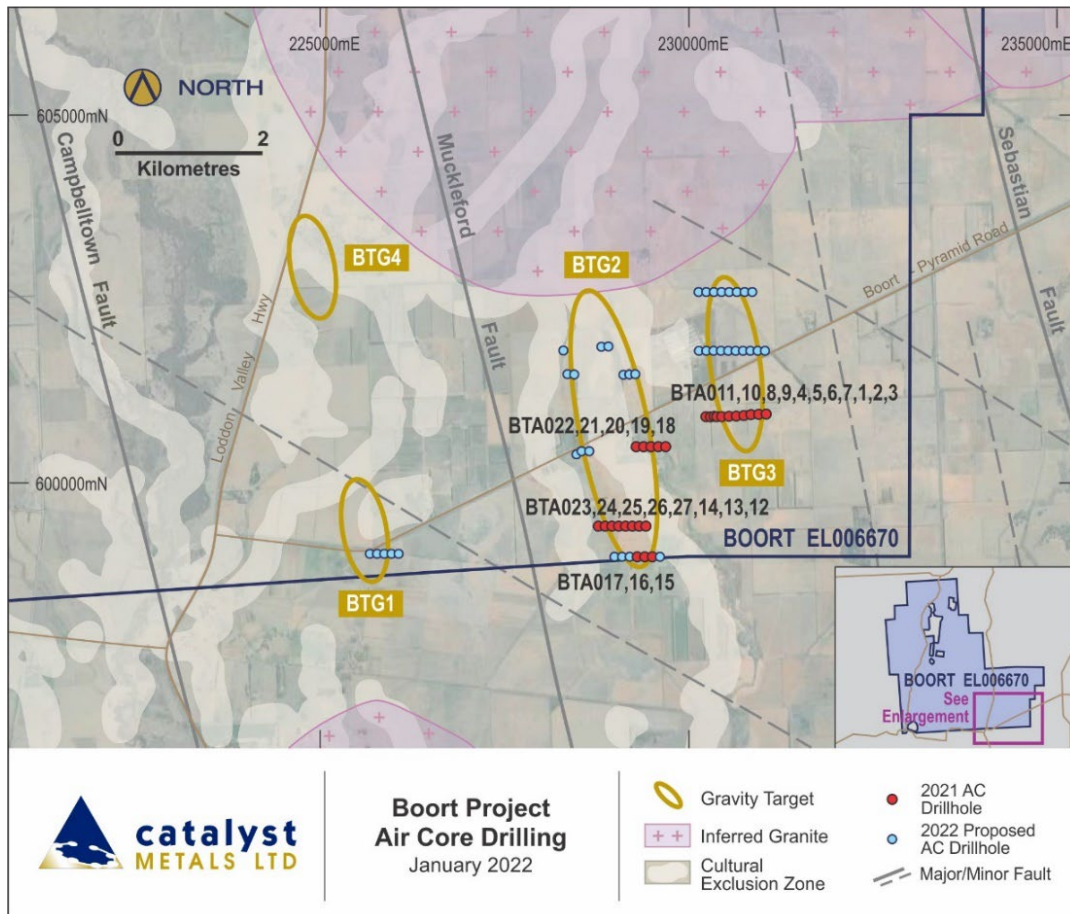 225000mE
230000mE
235000mE
NORTH
605000mN
0 2
Kilometres
Campbelltown Fault
Muckleford Fault
Sebastian Fault
BTG4
BTG2
Loddon Valley Hwy
Boort - Pyramid Road
BTA011,10,8,9,4,5,6,7,1,2,3
BTA022,21,20,19,18
BTG3
600000mN
BTA023,24,25,26,27,14,13,12
BOORT EL006670
BTG1
BTA017,16,15
BOORT EL006670
See
Enlargement
catalyst
METALS LTD
Boort Project
Air Core Drilling
January 2022
Gravity Target
Inferred Granite
Cultural
Exclusion Zone
2021 AC
Drillhole
2022 Proposed
AC Drillhole
Major/Minor Fault